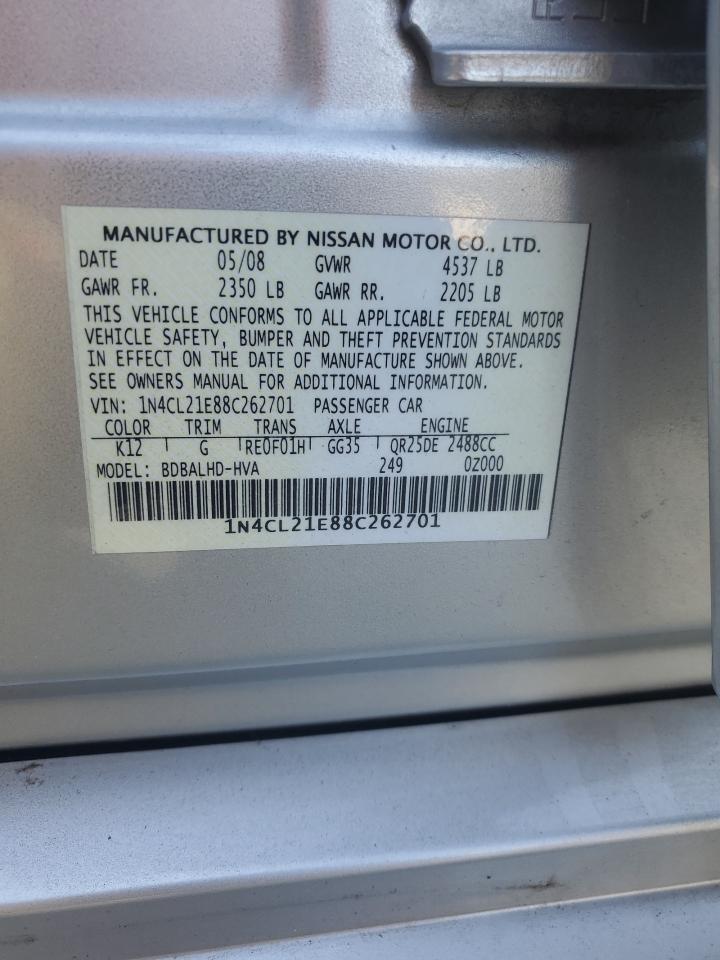 MANUFACTURED BY NISSAN MOTOR CO., LTD.
DATE 05/08 GVWR 4537 LB
GAWR FR. 2350 LB GAWR RR. 2205 LB
THIS VEHICLE CONFORMS TO ALL APPLICABLE FEDERAL MOTOR
VEHICLE SAFETY, BUMPER AND THEFT PREVENTION STANDARDS
IN EFFECT ON THE DATE OF MANUFACTURE SHOWN ABOVE.
SEE OWNERS MANUAL FOR ADDITIONAL INFORMATION.
VIN: 1N4CL21E88C262701 PASSENGER CAR
COLOR TRIM TRANS AXLE ENGINE
K12 G RE0F01H GG35 QR25DE 2488CC
MODEL: BDBALHD-HVA 249 0Z000
1N4CL21E88C262701